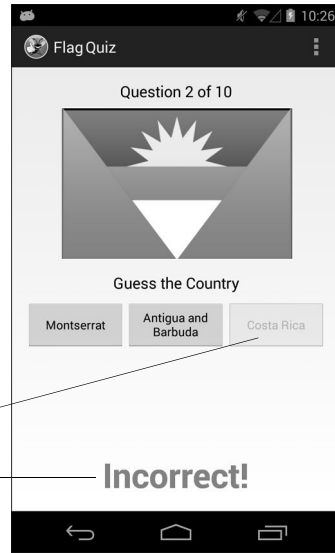 10:26
Flag Quiz
Question 2 of 10
Guess the Country
Montserrat
Antigua and
Barbuda
Costa Rica
Incorrect!